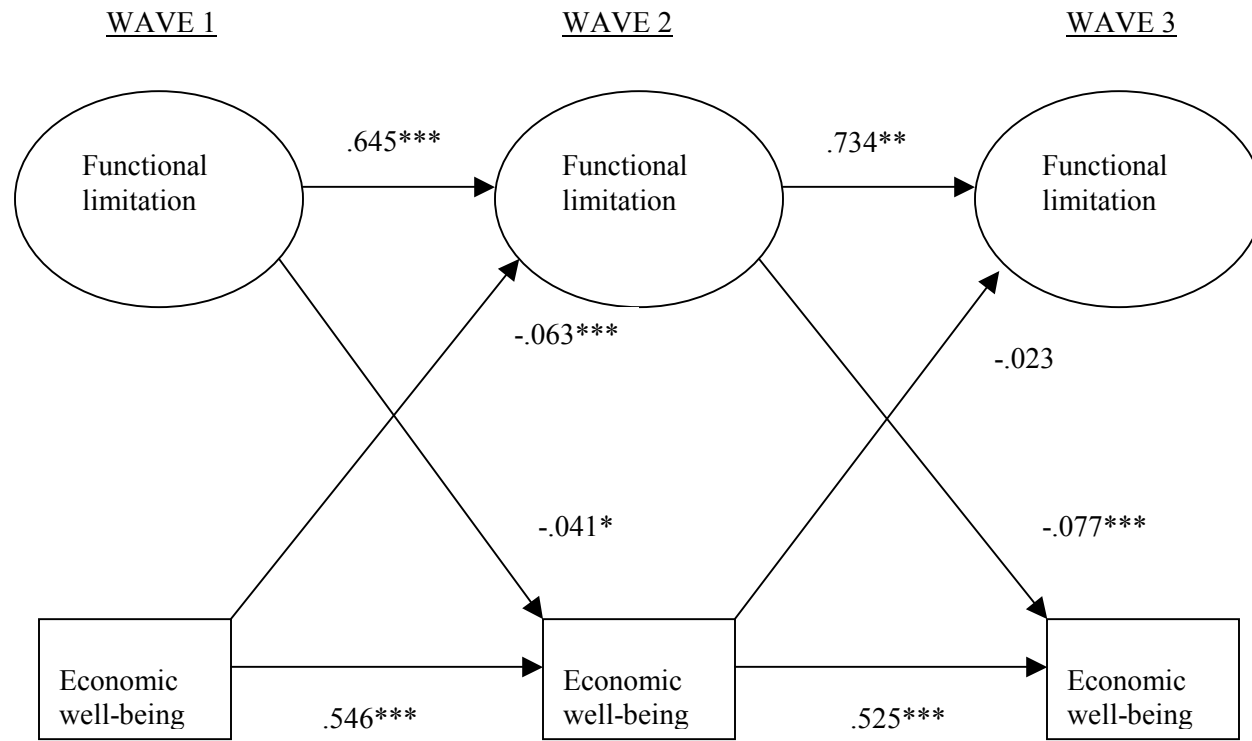 WAVE 1
WAVE 2
WAVE 3
.645***
.734**
Functional
limitation
Functional
limitation
Functional
limitation
-.063***
-.023
-.041*
-.077***
Economic
well-being
Economic
well-being
Economic
well-being
.546***
.525***